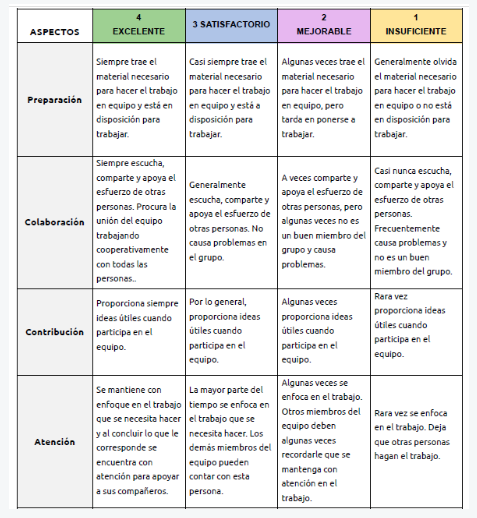 ASPECTOS
4
EXCELENTE
3 SATISFACTORIO
2
MEJORABLE
1
INSUFICIENTE
Preparación
Siempre trae el
material necesario
para hacer el trabajo
en equipo y está en
disposición para
trabajar.
Casi siempre trae el
material necesario
para hacer el trabajo
en equipo y está a
disposición para
trabajar.
Algunas veces trae el
material necesario
para hacer el trabajo
en equipo, pero
tarda en ponerse a
trabajar.
Generalmente olvida
el material necesario
para hacer el trabajo
en equipo o no está
en disposición para
trabajar.
Colaboración
Siempre escucha,
comparte y apoya el
esfuerzo de otras
personas. Procura la
unión del equipo
trabajando
cooperativamente
con todas las
personas..
Generalmente
escucha, comparte y
apoya el esfuerzo de
otras personas. No
causa problemas en
el grupo.
A veces comparte y
apoya el esfuerzo de
otras personas, pero
algunas veces no es
un buen miembro del
grupo y causa
problemas.
Casi nunca escucha,
comparte y apoya el
esfuerzo de otras
personas.
Frecuentemente
causa problemas y
no es un buen
miembro del grupo.
Contribución
Proporciona siempre
ideas útiles cuando
participa en el
equipo.
Por lo general,
proporciona ideas
útiles cuando
participa en el
equipo.
Algunas veces
proporciona ideas
útiles cuando
participa en el
equipo.
Rara vez
proporciona ideas
útiles cuando
participa en el
equipo.
Atención
Se mantiene con
enfoque en el trabajo
que se necesita hacer
y al concluir lo que le
corresponde se
encuentra con
atención para apoyar
a sus compañeros.
La mayor parte del
tiempo se enfoca en
el trabajo que se
necesita hacer. Los
demás miembros del
equipo pueden
contar con esta
persona.
Algunas veces se
enfoca en el trabajo.
Otros miembros del
equipo deben
algunas veces
recordarle que se
mantenga con
atención en el
trabajo.
Rara vez se enfoca
en el trabajo. Deja
que otras personas
hagan el trabajo.